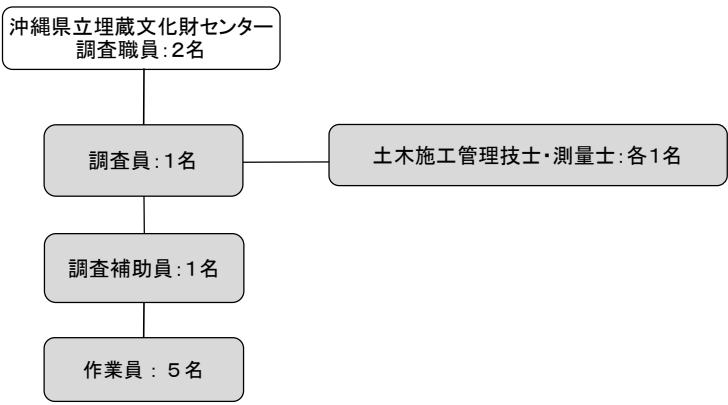 沖縄県立埋蔵文化財センター
調査職員：２名
調査員：１名
土木施工管理技士・測量士：各１名
調査補助員：１名
作業員 ： ５名